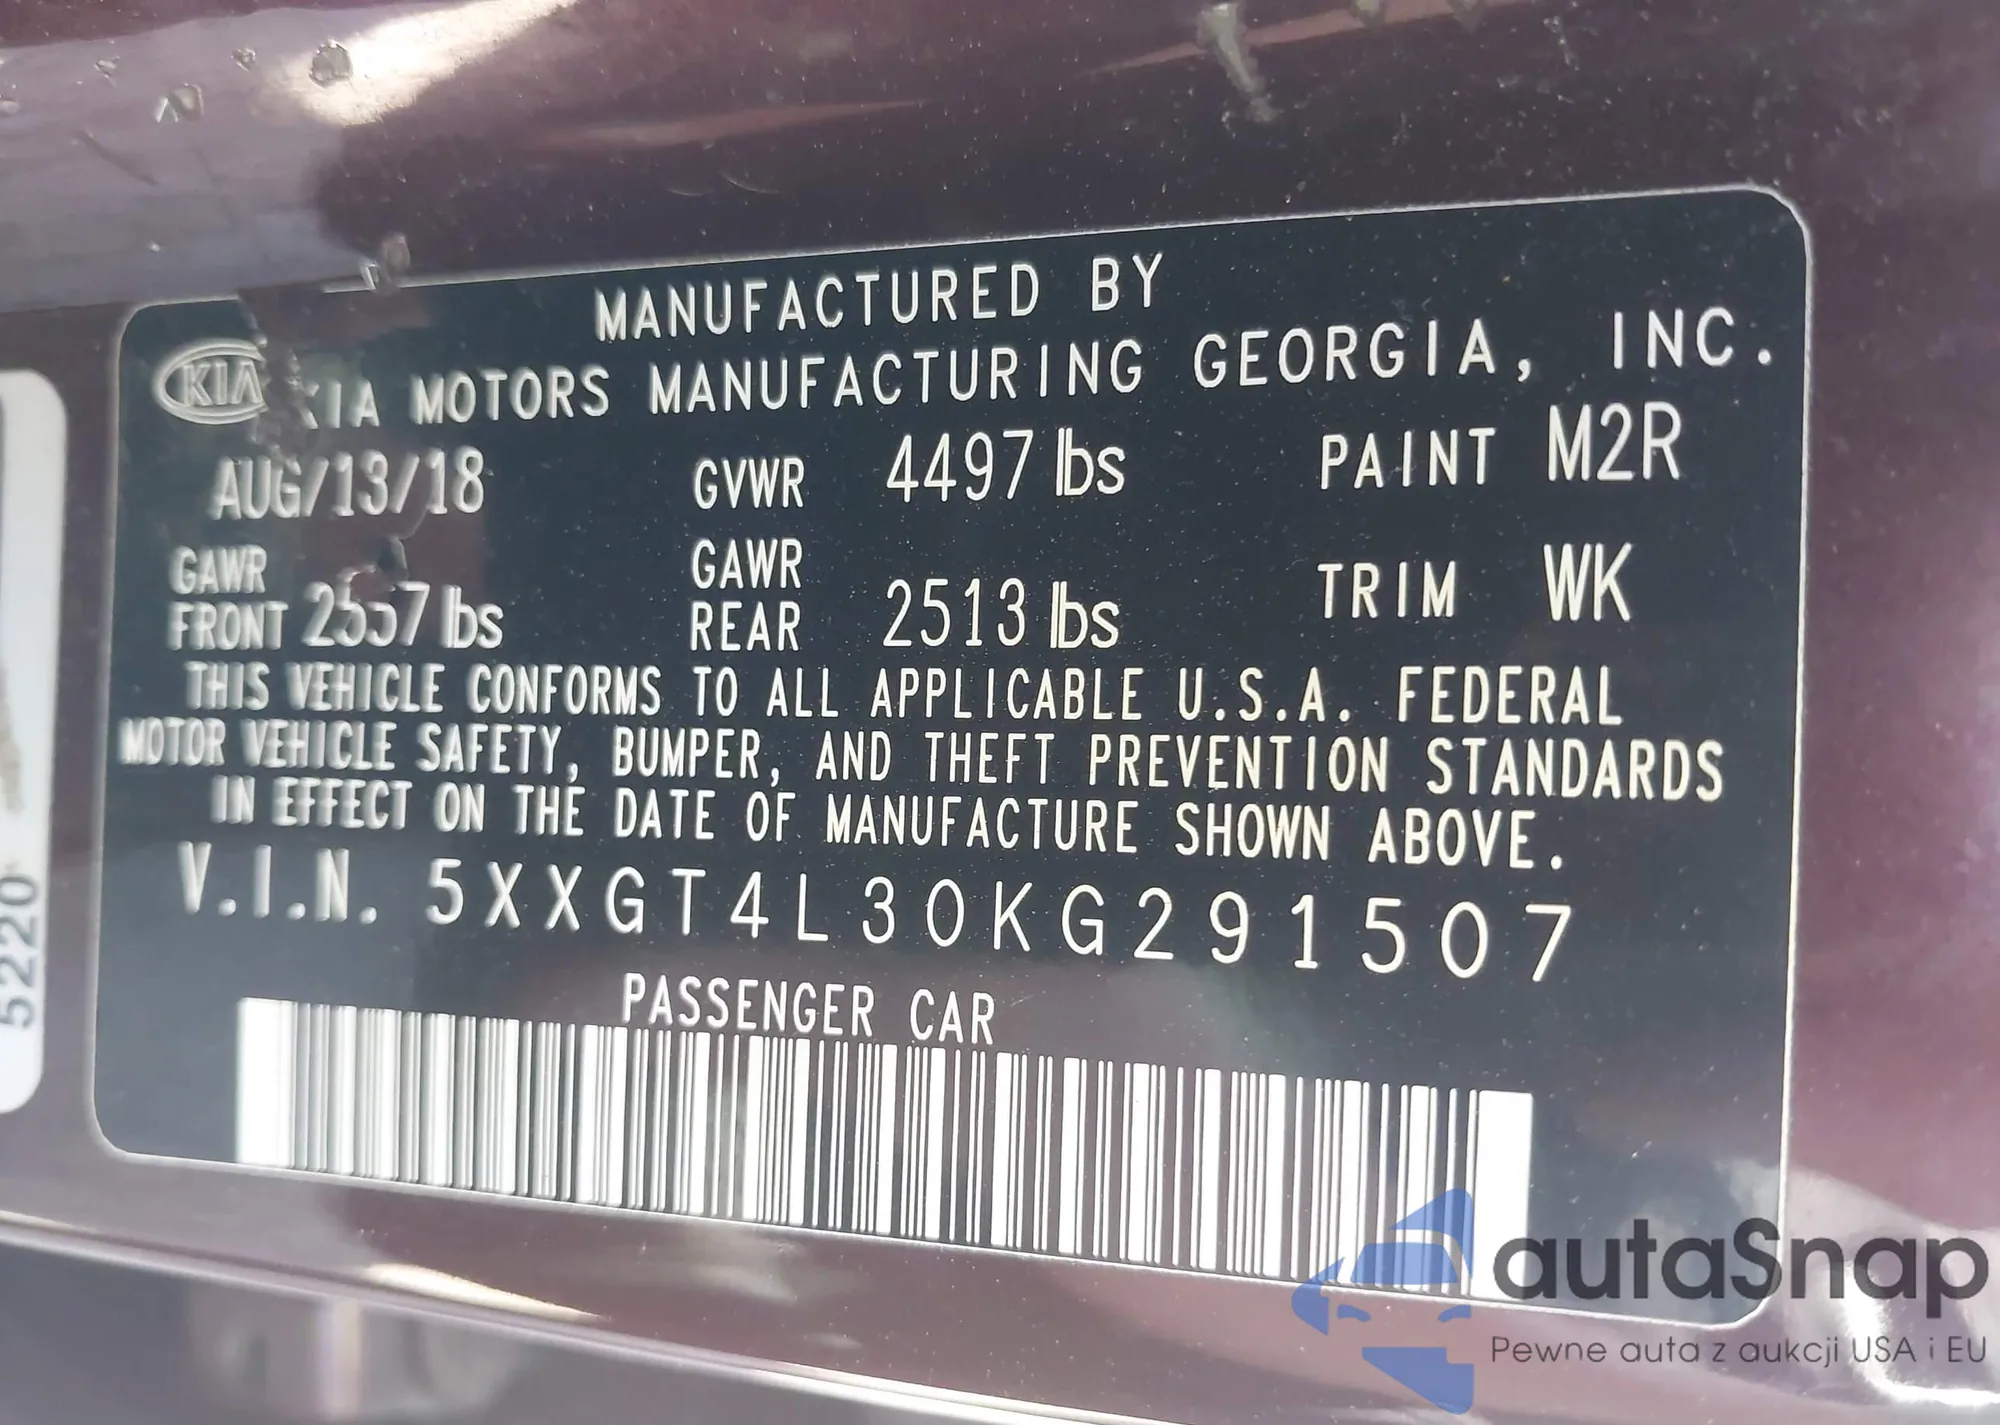 MANUFACTURED BY
KIA KIA MOTORS MANUFACTURING GEORGIA, INC.
AUG/13/18 GVWR 4497 lbs PAINT M2R
GAWR FRONT 2557 lbs GAWR REAR 2513 lbs TRIM WK
THIS VEHICLE CONFORMS TO ALL APPLICABLE U.S.A. FEDERAL
MOTOR VEHICLE SAFETY, BUMPER, AND THEFT PREVENTION STANDARDS
IN EFFECT ON THE DATE OF MANUFACTURE SHOWN ABOVE.
V.I.N. 5XXGT4L30KG291507
PASSENGER CAR
5220
autaSnap
Pewne auta z aukcji USA i EU